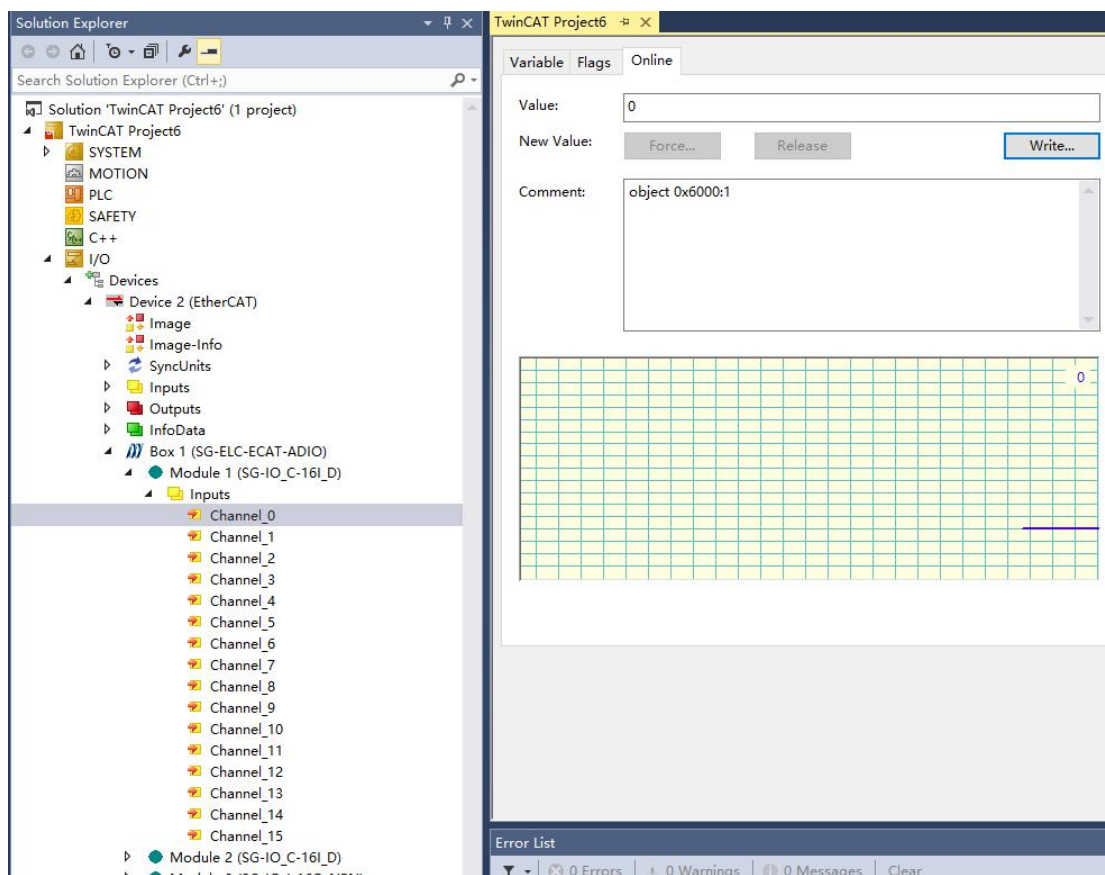 Solution Explorer
Search Solution Explorer (Ctrl+;)
Solution 'TwinCAT Project6' (1 project)
TwinCAT Project6
SYSTEM
MOTION
PLC
SAFETY
C++
I/O
Devices
Device 2 (EtherCAT)
Image
Image-Info
SyncUnits
Inputs
Outputs
InfoData
Box 1 (SG-ELC-ECAT-ADIO)
Module 1 (SG-IO_C-16I_D)
Inputs
Channel_0
Channel_1
Channel_2
Channel_3
Channel_4
Channel_5
Channel_6
Channel_7
Channel_8
Channel_9
Channel_10
Channel_11
Channel_12
Channel_13
Channel_14
Channel_15
Module 2 (SG-IO_C-16I_D)
TwinCAT Project6
Variable Flags Online
Value: 0
New Value: Force... Release Write...
Comment: object 0x6000:1
0
Error List
0 Errors 0 Warnings 0 Messages Clear